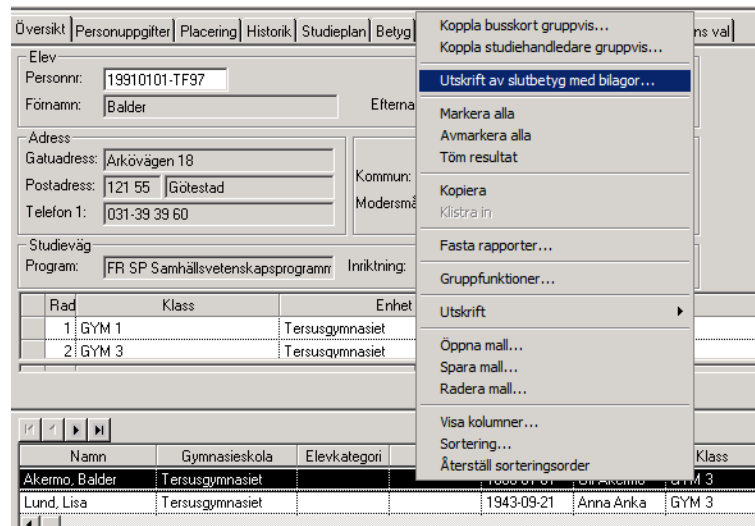 Översikt Personuppgifter Placering Historik Studieplan Betyg ns val
Elev
Personnr: 19910101-TF97
Förnamn: Balder Efterna
Adress
Gatuadress: Arkövägen 18
Postadress: 121 55 Götestad
Telefon 1: 031-39 39 60
Kommun:
Modersmå
Studieväg
Program: FR SP Samhällsvetenskapsprogramm Inriktning:
Rad Klass Enhet
1 GYM 1 Tersusgymnasiet
2 GYM 3 Tersusgymnasiet
Koppla busskort gruppvis...
Koppla studiehandledare gruppvis...
Utskrift av slutbetyg med bilagor...
Markera alla
Avmarkera alla
Töm resultat
Kopiera
Klistra in
Fasta rapporter...
Gruppfunktioner...
Utskrift
Öppna mall...
Spara mall...
Radera mall...
Visa kolumner...
Sortering...
Återställ sorteringsorder
Namn Gymnasieskola Elevkategori Klass
Akermo, Balder Tersusgymnasiet GYM 3
Lund, Lisa Tersusgymnasiet 1943-09-21 Anna Anka GYM 3